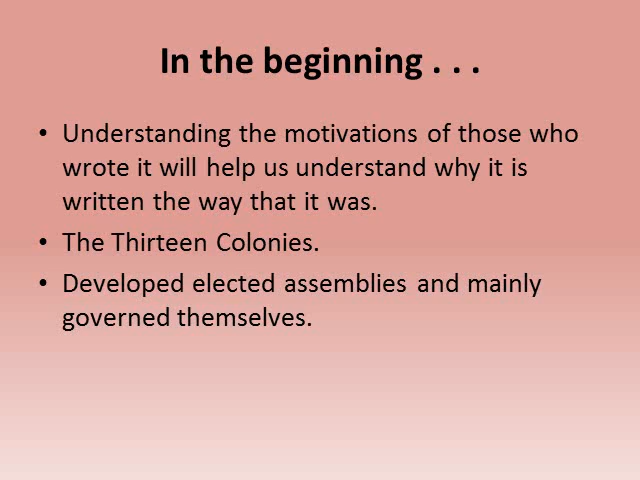 In the beginning . . .
• Understanding the motivations of those who
wrote it will help us understand why it is
written the way that it was.
• The Thirteen Colonies.
• Developed elected assemblies and mainly
governed themselves.